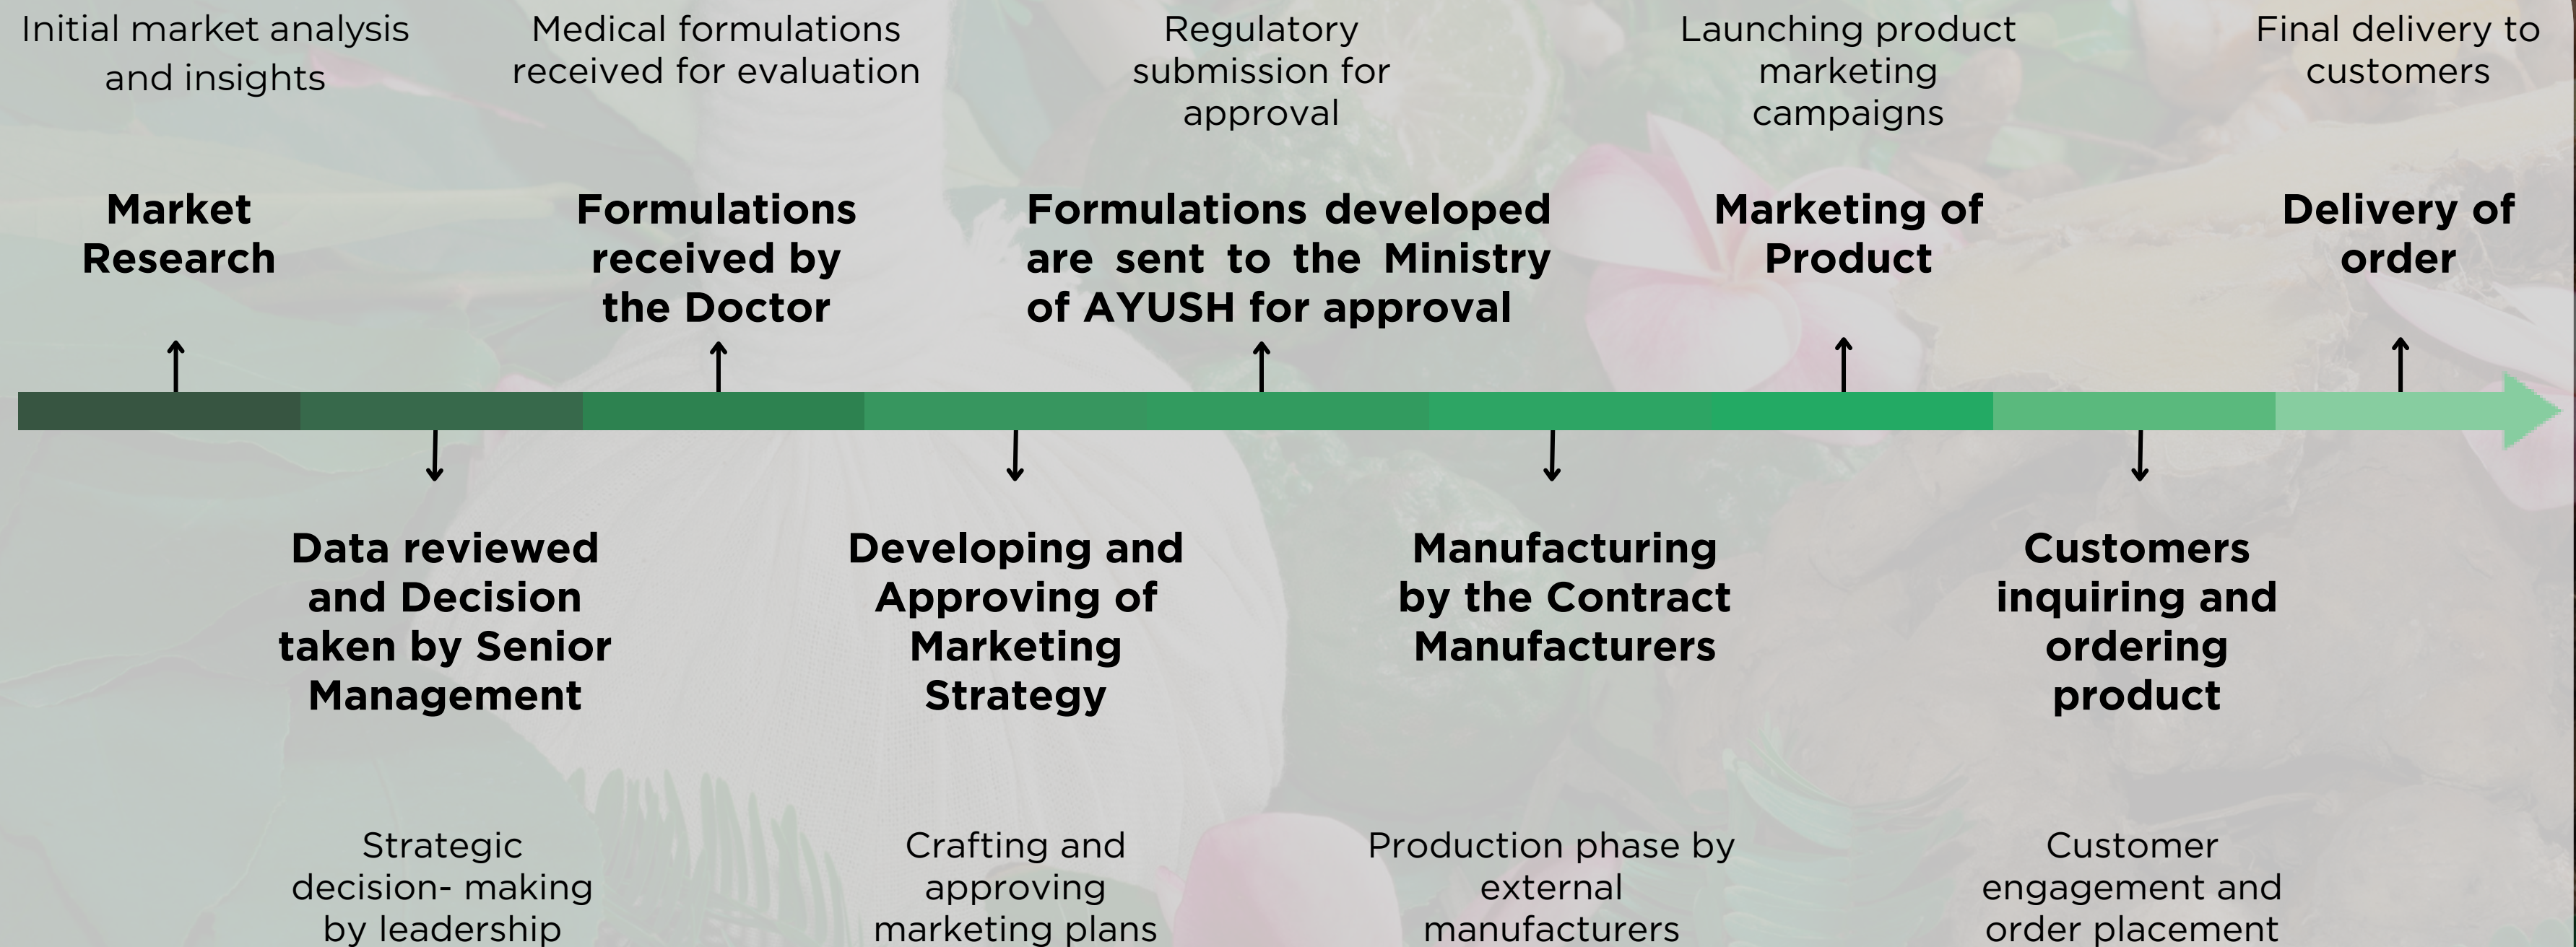 Initial market analysis
and insights
Medical formulations
received for evaluation
Regulatory
submission for
approval
Launching product
marketing
campaigns
Final delivery to
customers
Market
Research
Formulations
received by
the Doctor
Formulations developed
are sent to the Ministry
of AYUSH for approval
Marketing of
Product
Delivery of
order
Data reviewed
and Decision
taken by Senior
Management
Developing and
Approving of
Marketing
Strategy
Manufacturing
by the Contract
Manufacturers
Customers
inquiring and
ordering
product
Strategic
decision- making
by leadership
Crafting and
approving
marketing plans
Production phase by
external
manufacturers
Customer
engagement and
order placement